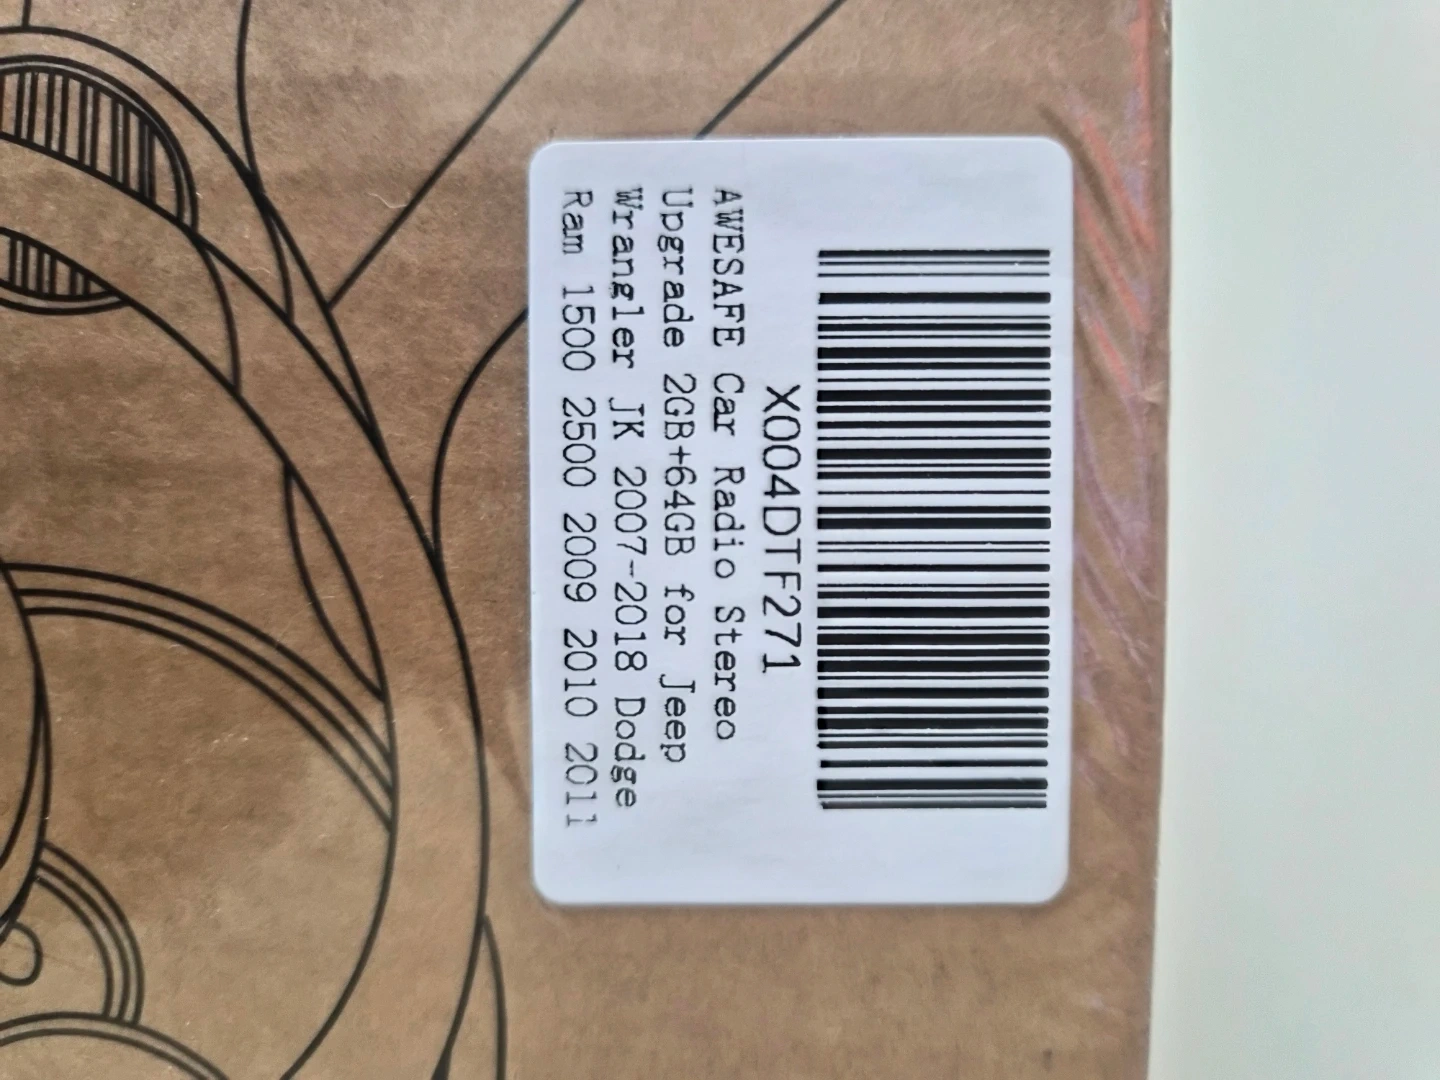 X004DTF271
AWESAFE Car Radio Stereo
Upgrade 2GB+64GB for Jeep
Wrangler JK 2007-2018 Dodge
Ram 1500 2500 2009 2010 2011